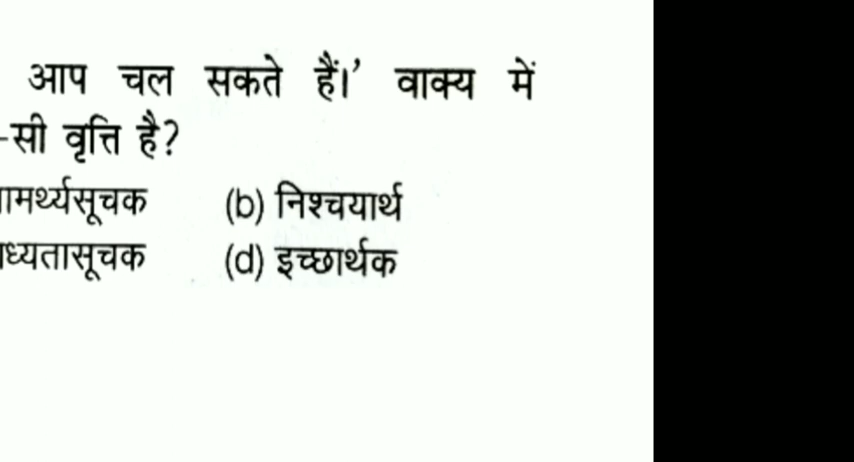 आप चल सकते हैं।’ वाक्य में
-सी वृत्ति है?
ामर्थ्यसूचक (b) निश्चयार्थ
ाध्यतासूचक (d) इच्छार्थक